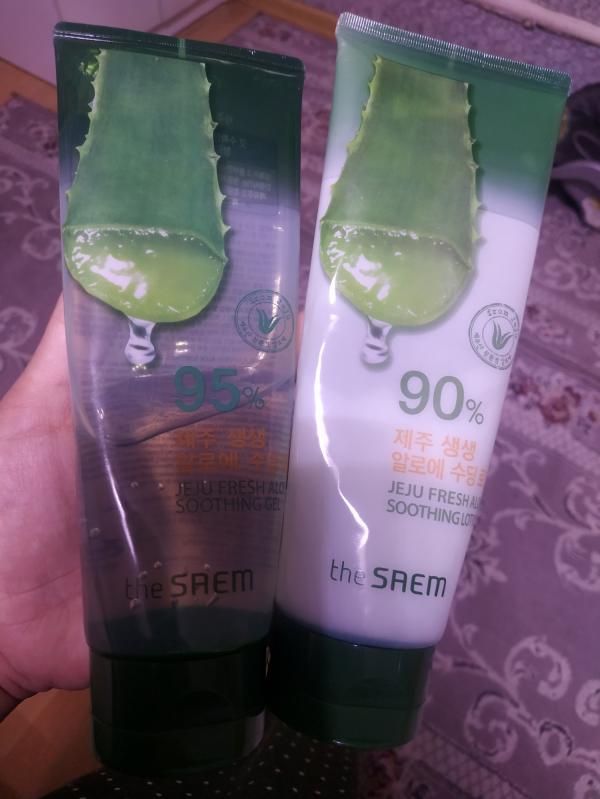 95%
제주 생생
알로에 수딩
JEJU FRESH ALO
SOOTHING GEL
the SAEM
90%
제주 생생
알로에 수딩
JEJU FRESH AL
SOOTHING LOTI
the SAEM